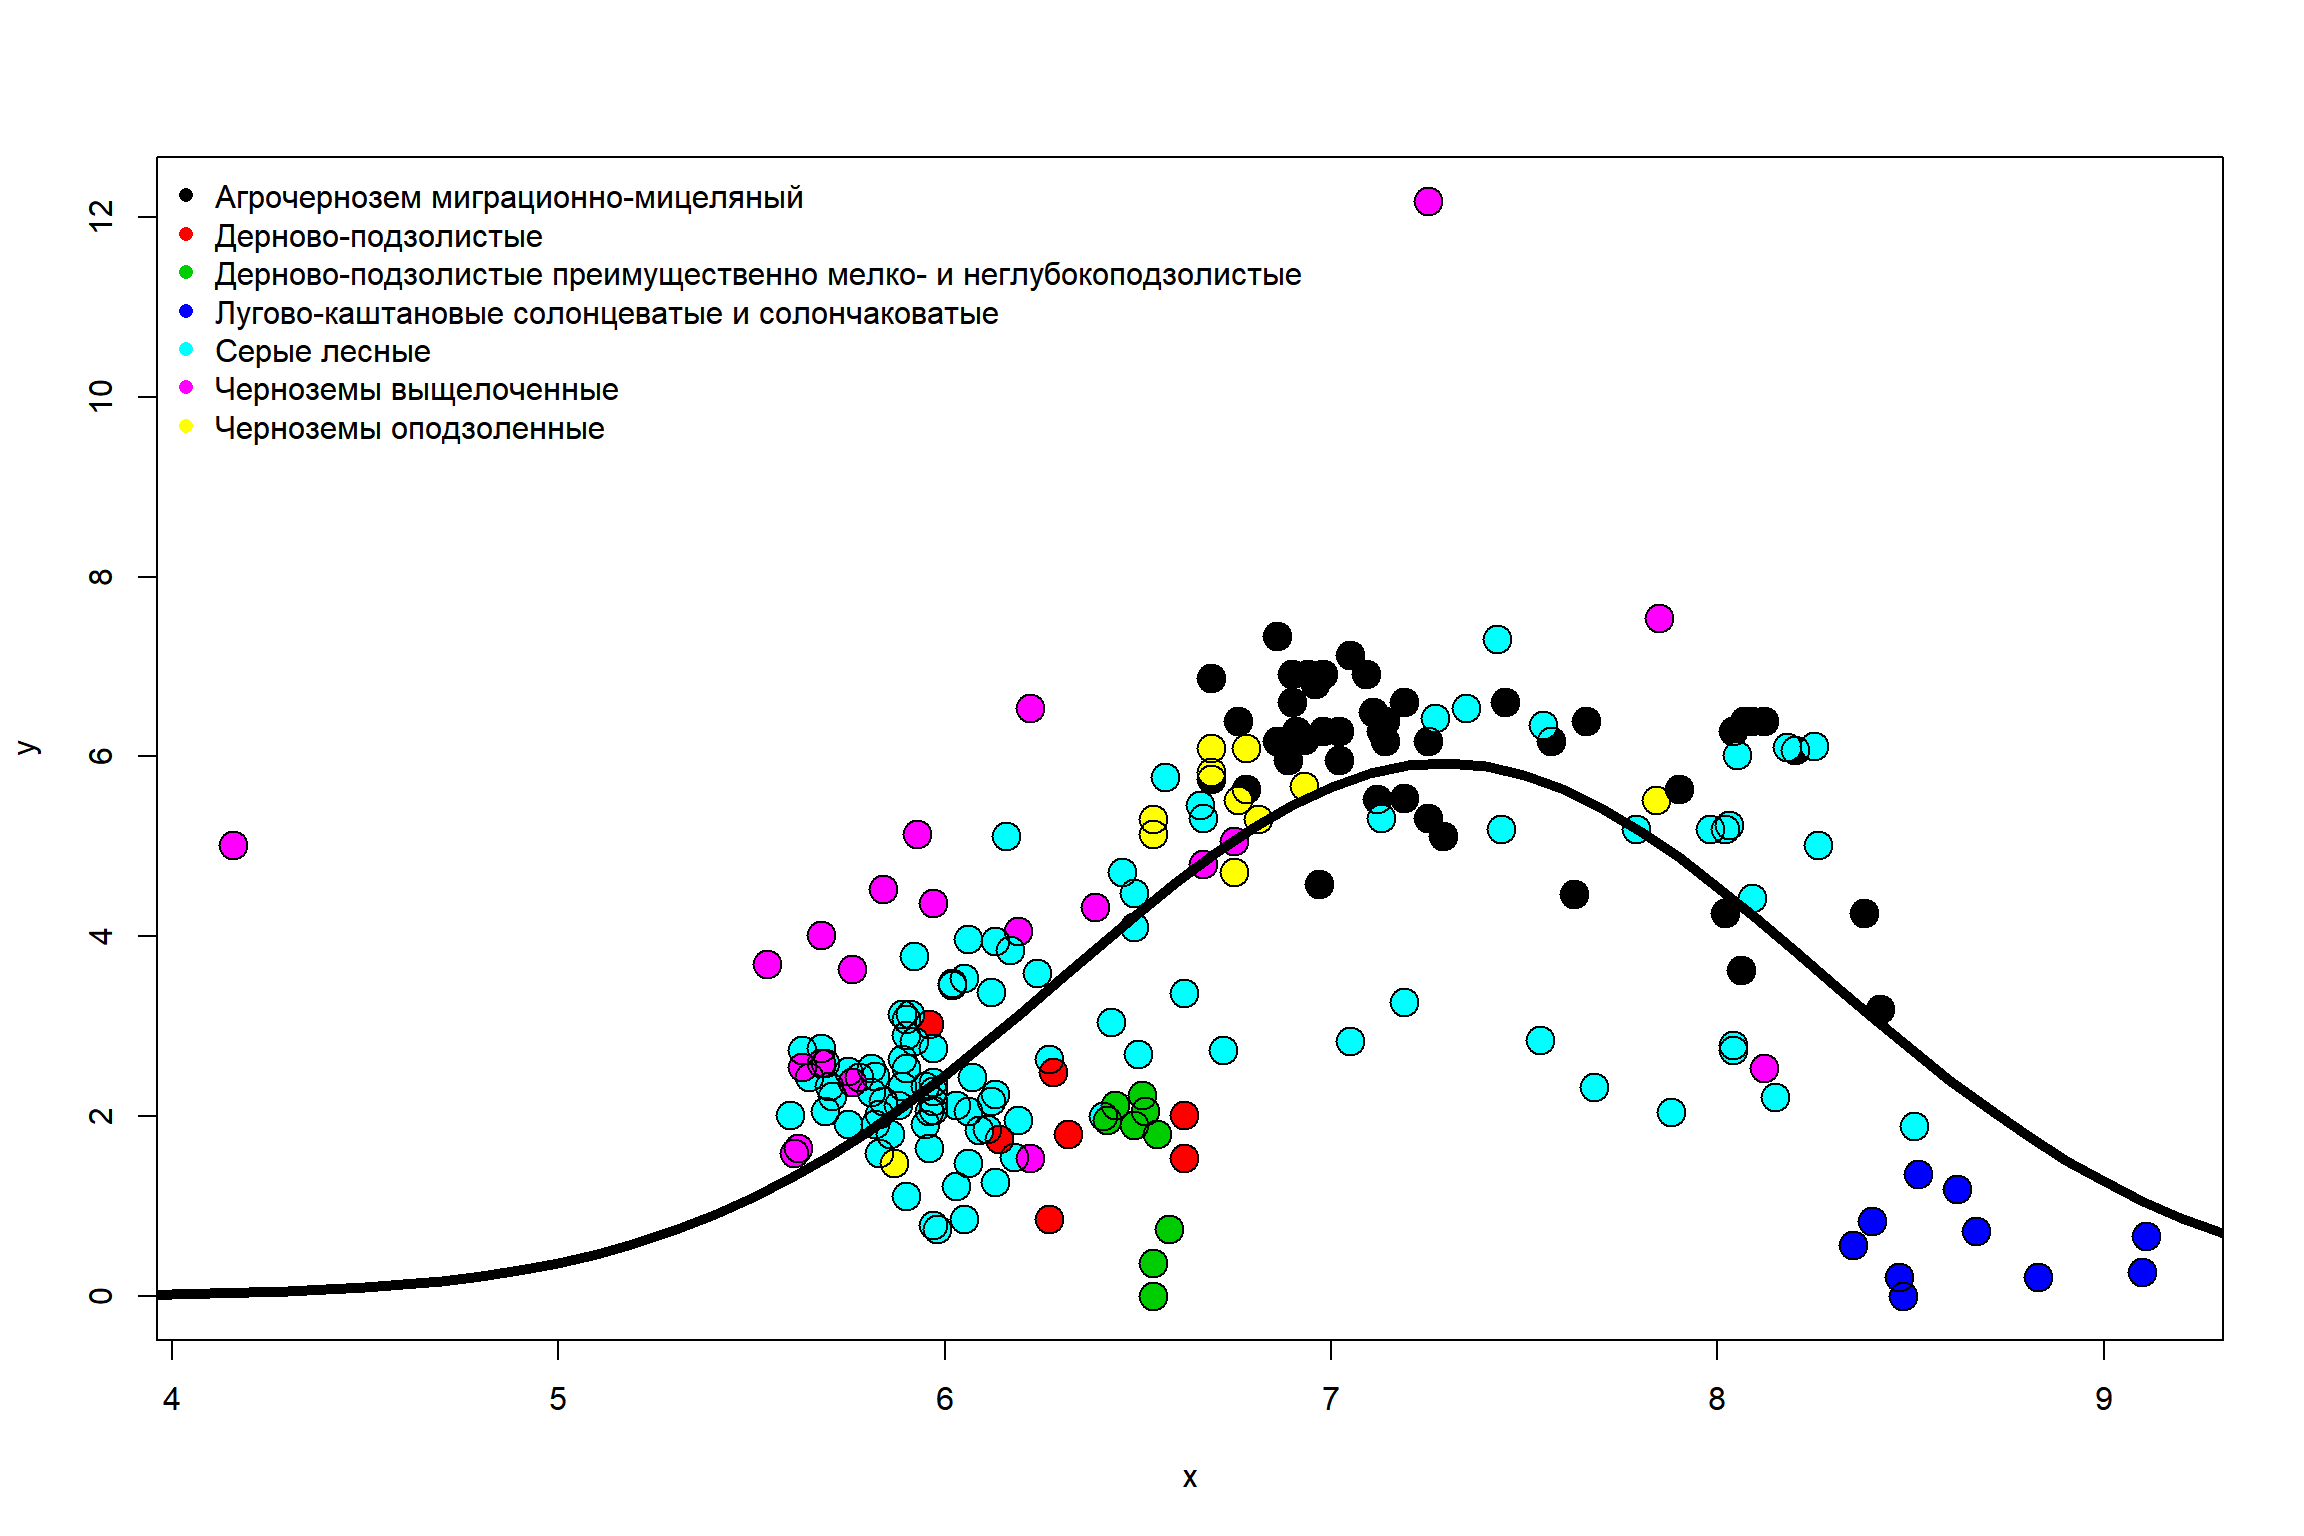 Агрочернозем миграционно-мицеляный
Дерново-подзолистые
Дерново-подзолистые преимущественно мелко- и неглубокоподзолистые
Лугово-каштановые солонцеватые и солончаковатые
Серые лесные
Черноземы выщелоченные
Черноземы оподзоленные
12
10
8
6
4
2
0
y
4 5 6 7 8 9
x